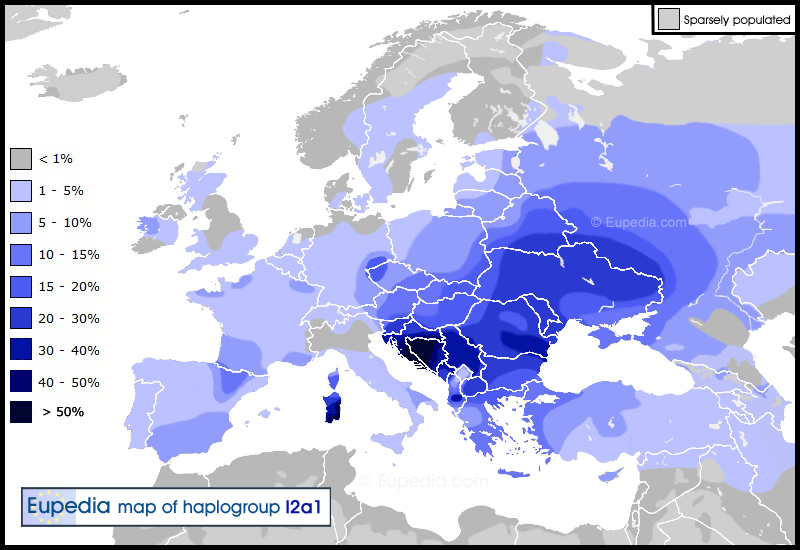 Sparsely populated
< 1%
1 - 5%
5 - 10%
10 - 15%
15 - 20%
20 - 30%
30 - 40%
40 - 50%
> 50%
© Eupedia.com
© Eupedia.com
Eupedia map of haplogroup I2a1